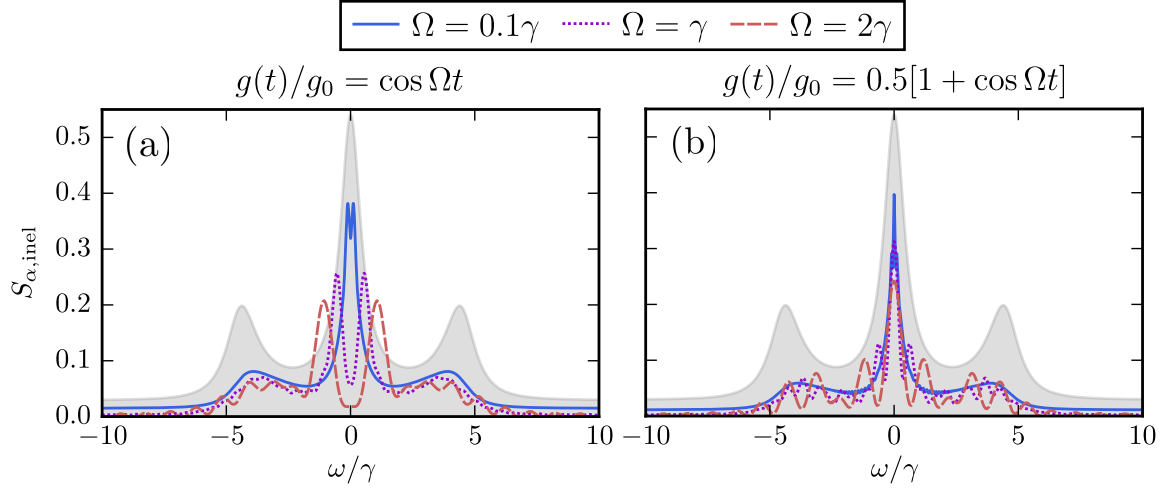 Ω = 0.1γ Ω = γ Ω = 2γ
g(t)/g₀ = cos Ωt g(t)/g₀ = 0.5[1 + cos Ωt]
(a) (b)
S_{α,inel}
0.5
0.4
0.3
0.2
0.1
0.0
−10 −5 0 5 10 −10 −5 0 5 10
ω/γ ω/γ